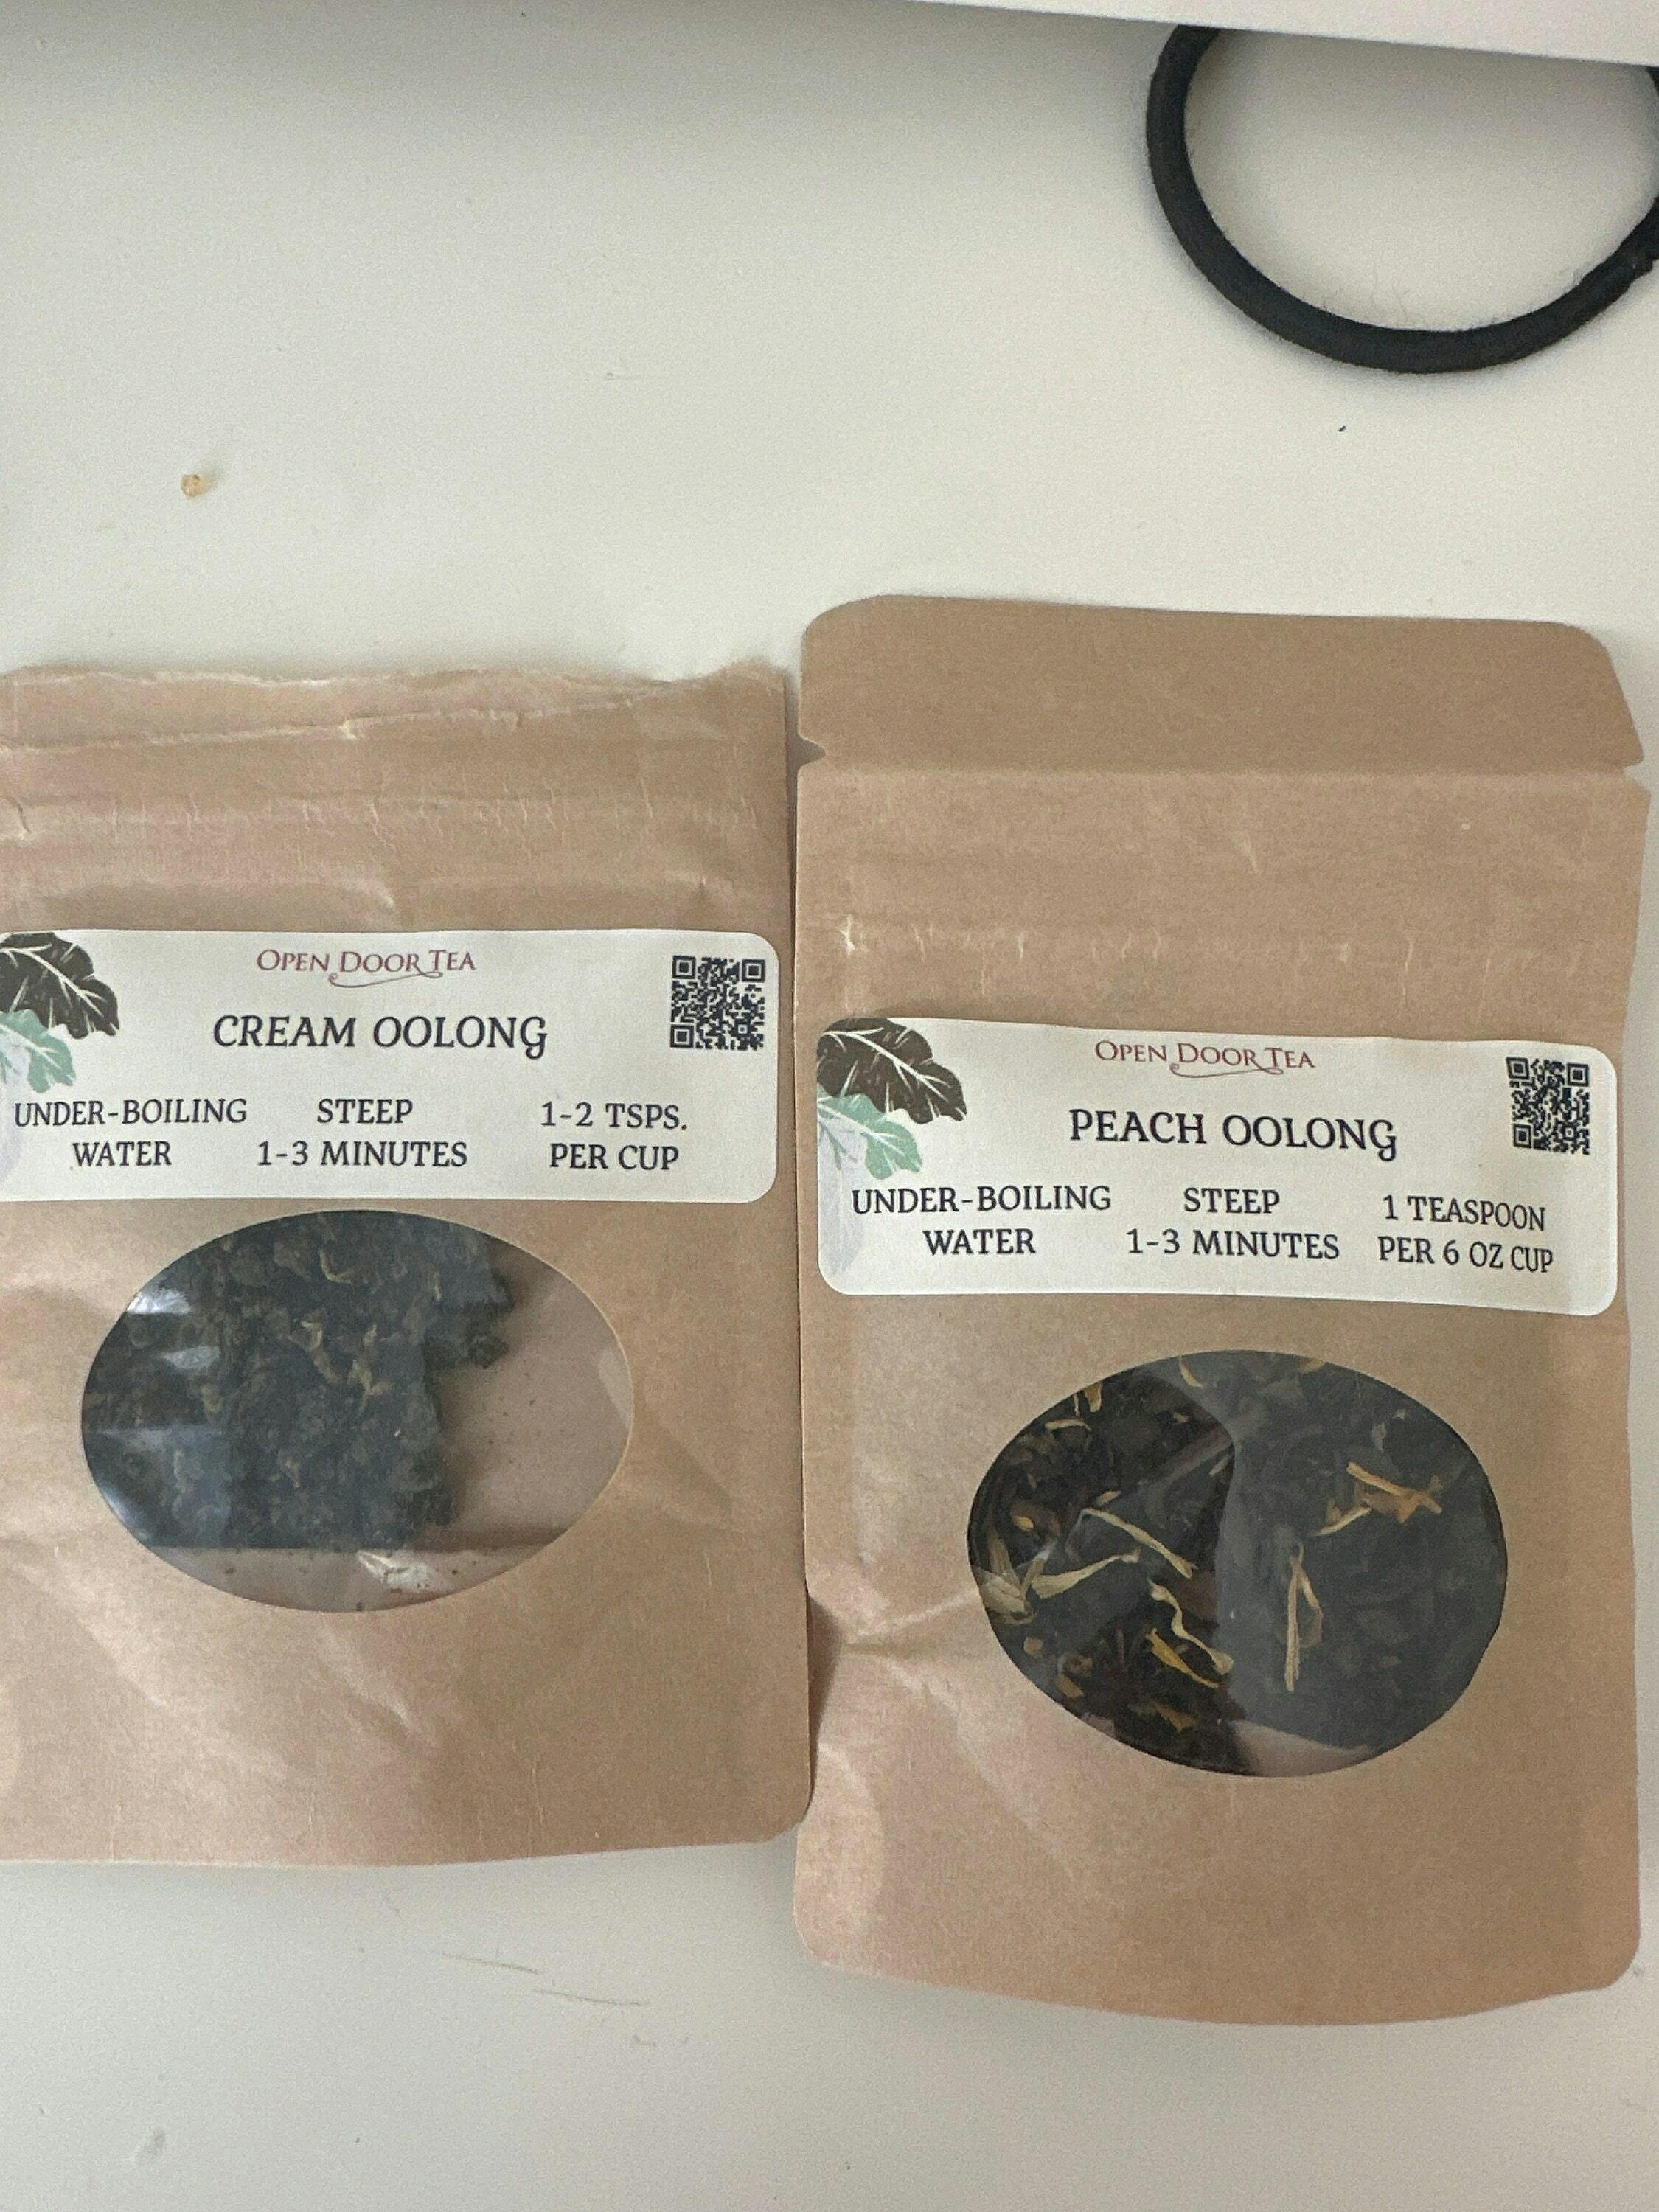 OPEN DOOR TEA
CREAM OOLONG
UNDER-BOILING
WATER
STEEP
1-3 MINUTES
1-2 TSPS.
PER CUP
OPEN DOOR TEA
PEACH OOLONG
UNDER-BOILING
WATER
STEEP
1-3 MINUTES
1 TEASPOON
PER 6 OZ CUP